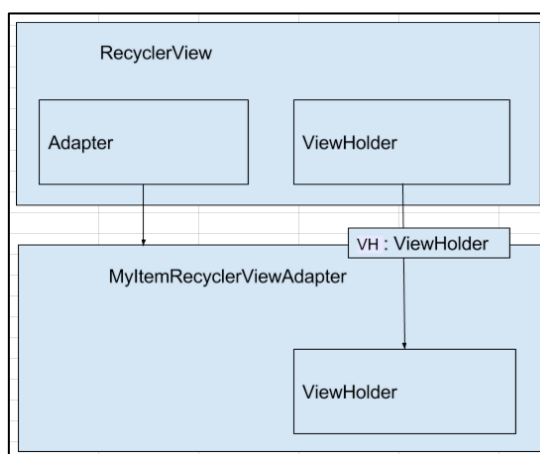 RecyclerView
Adapter
ViewHolder
VH : ViewHolder
MyItemRecyclerViewAdapter
ViewHolder